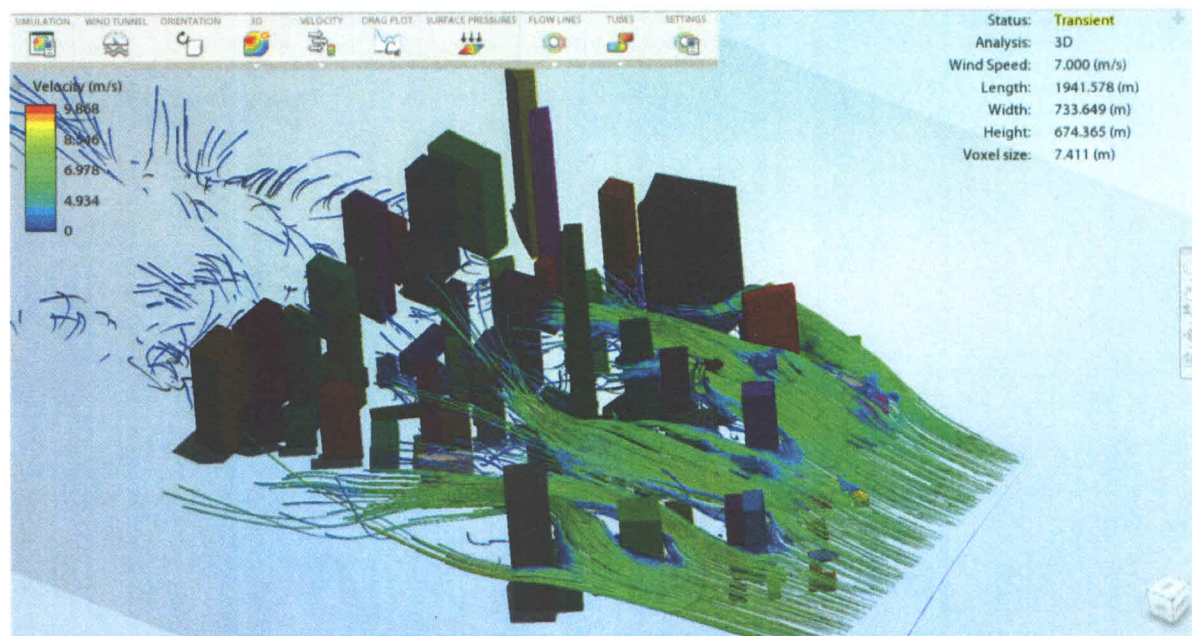 SIMULATION WIND TUNNEL ORIENTATION 3D VELOCITY DRAG PLOT SURFACE PRESSURES FLOW LINES TUBES SETTINGS
Velocity (m/s)
9.868
8.546
6.978
4.934
0
Status: Transient
Analysis: 3D
Wind Speed: 7.000 (m/s)
Length: 1941.578 (m)
Width: 733.649 (m)
Height: 674.365 (m)
Voxel size: 7.411 (m)